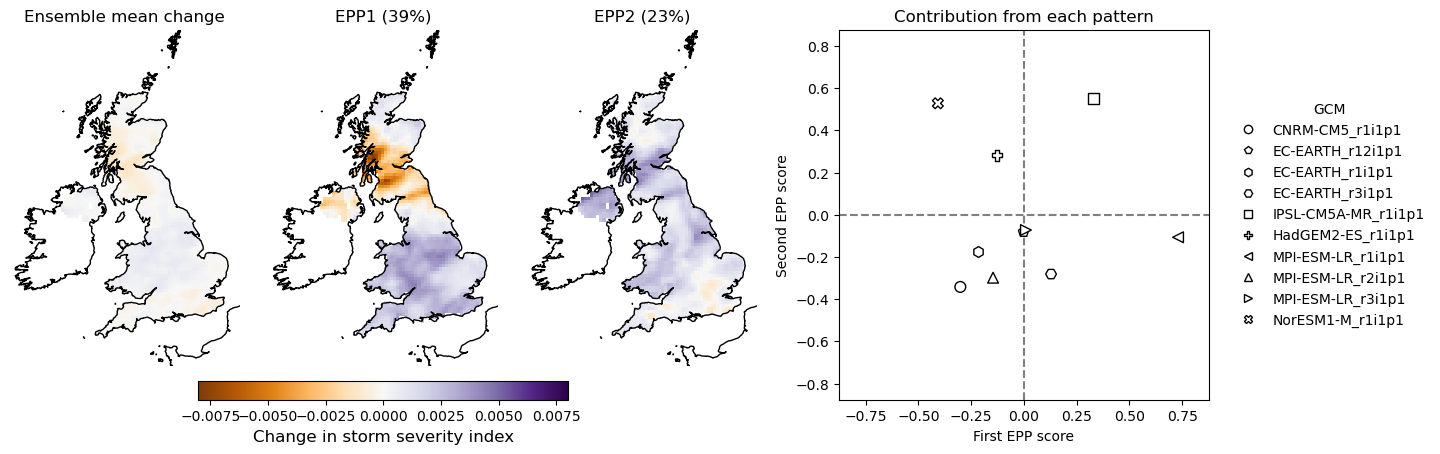 Ensemble mean change
EPP1 (39%)
EPP2 (23%)
−0.0075−0.0050−0.0025 0.0000 0.0025 0.0050 0.0075
Change in storm severity index
Contribution from each pattern
0.8
0.6
0.4
0.2
0.0
−0.2
−0.4
−0.6
−0.8
Second EPP score
−0.75 −0.50 −0.25 0.00 0.25 0.50 0.75
First EPP score
GCM
CNRM-CM5_r1i1p1
EC-EARTH_r12i1p1
EC-EARTH_r1i1p1
EC-EARTH_r3i1p1
IPSL-CM5A-MR_r1i1p1
HadGEM2-ES_r1i1p1
MPI-ESM-LR_r1i1p1
MPI-ESM-LR_r2i1p1
MPI-ESM-LR_r3i1p1
NorESM1-M_r1i1p1